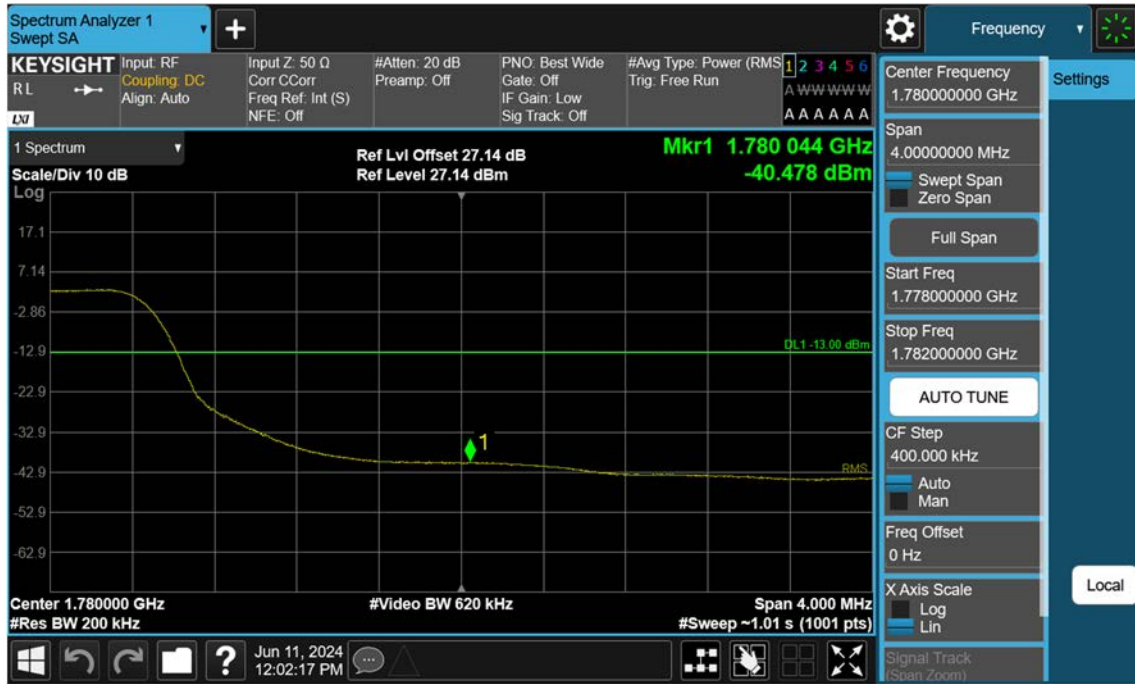 Spectrum Analyzer 1
Swept SA
Frequency
KEYSIGHT
RL
LXI
Input: RF
Coupling: DC
Align: Auto
Input Z: 50 Ω
Corr CCorr
Freq Ref: Int (S)
NFE: Off
#Atten: 20 dB
Preamp: Off
PNO: Best Wide
Gate: Off
IF Gain: Low
Sig Track: Off
#Avg Type: Power (RMS
Trig: Free Run
1 2 3 4 5 6
A W W W W W
A A A A A A
1 Spectrum
Scale/Div 10 dB
Log
Ref Lvl Offset 27.14 dB
Ref Level 27.14 dBm
Mkr1 1.780 044 GHz
-40.478 dBm
17.1
7.14
-2.86
-12.9
-22.9
-32.9
-42.9
-52.9
-62.9
DL1 -13.00 dBm
1
RMS
Center 1.780000 GHz
#Res BW 200 kHz
#Video BW 620 kHz
Span 4.000 MHz
#Sweep ~1.01 s (1001 pts)
Center Frequency
1.780000000 GHz
Span
4.00000000 MHz
Swept Span
Zero Span
Full Span
Start Freq
1.778000000 GHz
Stop Freq
1.782000000 GHz
AUTO TUNE
CF Step
400.000 kHz
Auto
Man
Freq Offset
0 Hz
X Axis Scale
Log
Lin
Signal Track
(Span Zoom)
Settings
Local
?
Jun 11, 2024
12:02:17 PM